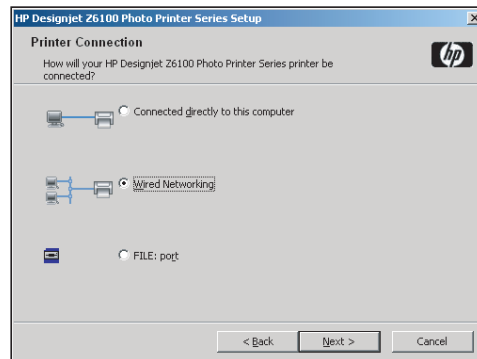 HP Designjet Z6100 Photo Printer Series Setup
Printer Connection
How will your HP Designjet Z6100 Photo Printer Series printer be
connected?
hp
Connected directly to this computer
Wired Networking
FILE: port
< Back
Next >
Cancel